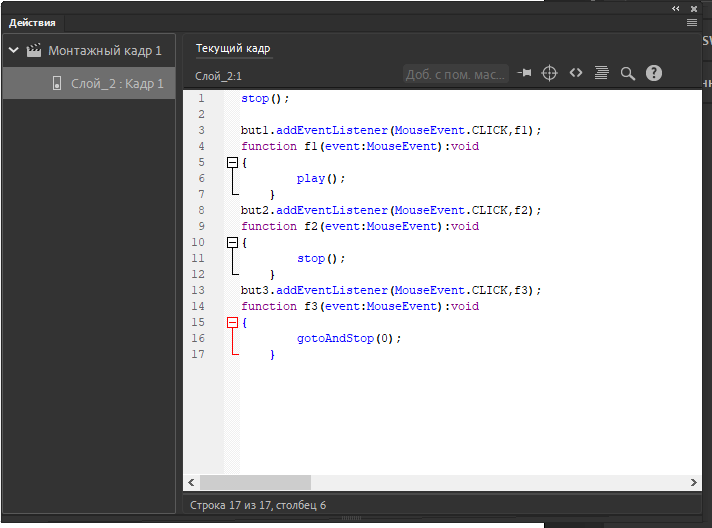 Действия
Монтажный кадр 1
Слой_2 : Кадр 1
Текущий кадр
Слой_2:1
Доб. с пом. мас...
1 stop();
2
3 but1.addEventListener(MouseEvent.CLICK,f1);
4 function f1(event:MouseEvent):void
5 {
6 play();
7 }
8 but2.addEventListener(MouseEvent.CLICK,f2);
9 function f2(event:MouseEvent):void
10 {
11 stop();
12 }
13 but3.addEventListener(MouseEvent.CLICK,f3);
14 function f3(event:MouseEvent):void
15 {
16 gotoAndStop(0);
17 }
Строка 17 из 17, столбец 6